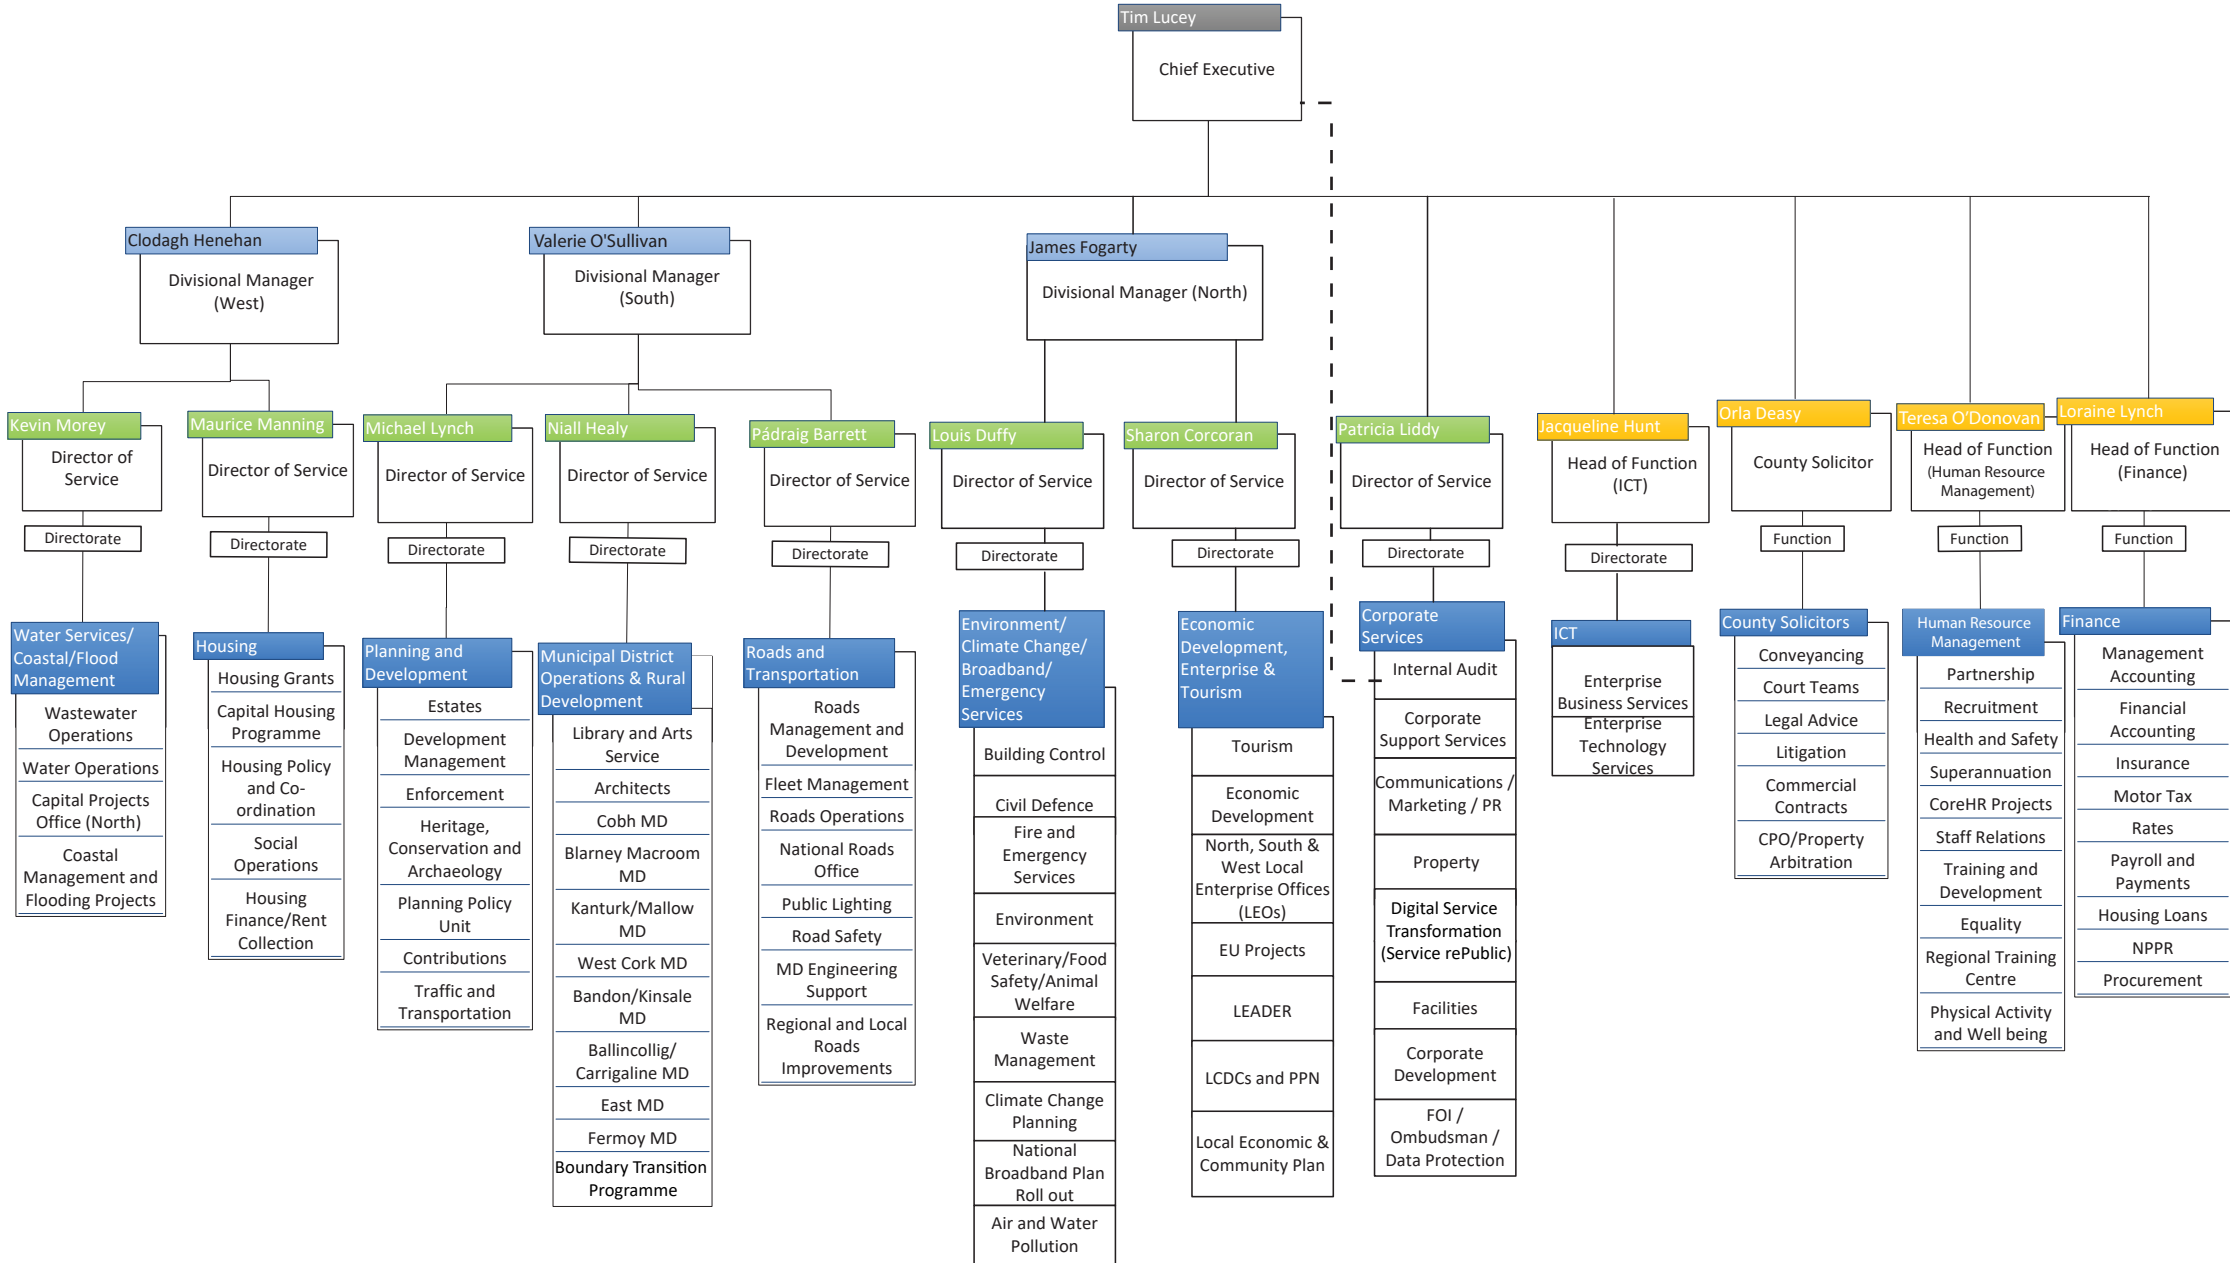 Tim Lucey
Chief Executive
Clodagh Henehan
Divisional Manager
(West)
Valerie O'Sullivan
Divisional Manager
(South)
James Fogarty
Divisional Manager (North)
Kevin Morey
Director of
Service
Directorate
Maurice Manning
Director of Service
Directorate
Michael Lynch
Director of Service
Directorate
Niall Healy
Director of Service
Directorate
Pádraig Barrett
Director of Service
Directorate
Louis Duffy
Director of Service
Directorate
Sharon Corcoran
Director of Service
Directorate
Patricia Liddy
Director of Service
Directorate
Jacqueline Hunt
Head of Function
(ICT)
Directorate
Orla Deasy
County Solicitor
Function
Teresa O'Donovan
Head of Function
(Human Resource
Management)
Function
Loraine Lynch
Head of Function
(Finance)
Function
Water Services/
Coastal/Flood
Management
Wastewater
Operations
Water Operations
Capital Projects
Office (North)
Coastal
Management and
Flooding Projects
Housing
Housing Grants
Capital Housing
Programme
Housing Policy
and Co-
ordination
Social
Operations
Housing
Finance/Rent
Collection
Planning and
Development
Estates
Development
Management
Enforcement
Heritage,
Conservation and
Archaeology
Planning Policy
Unit
Contributions
Traffic and
Transportation
Municipal District
Operations & Rural
Development
Library and Arts
Service
Architects
Cobh MD
Blarney Macroom
MD
Kanturk/Mallow
MD
West Cork MD
Bandon/Kinsale
MD
Ballincollig/
Carrigaline MD
East MD
Fermoy MD
Boundary Transition
Programme
Roads and
Transportation
Roads
Management and
Development
Fleet Management
Roads Operations
National Roads
Office
Public Lighting
Road Safety
MD Engineering
Support
Regional and Local
Roads
Improvements
Environment/
Climate Change/
Broadband/
Emergency
Services
Building Control
Civil Defence
Fire and
Emergency
Services
Environment
Veterinary/Food
Safety/Animal
Welfare
Waste
Management
Climate Change
Planning
National
Broadband Plan
Roll out
Air and Water
Pollution
Economic
Development,
Enterprise &
Tourism
Tourism
Economic
Development
North, South &
West Local
Enterprise Offices
(LEOs)
EU Projects
LEADER
LCDCs and PPN
Local Economic &
Community Plan
Corporate
Services
Internal Audit
Corporate
Support Services
Communications /
Marketing / PR
Property
Digital Service
Transformation
(Service rePublic)
Facilities
Corporate
Development
FOI /
Ombudsman /
Data Protection
ICT
Enterprise
Business Services
Enterprise
Technology
Services
County Solicitors
Conveyancing
Court Teams
Legal Advice
Litigation
Commercial
Contracts
CPO/Property
Arbitration
Human Resource
Management
Partnership
Recruitment
Health and Safety
Superannuation
CoreHR Projects
Staff Relations
Training and
Development
Equality
Regional Training
Centre
Physical Activity
and Well being
Finance
Management
Accounting
Financial
Accounting
Insurance
Motor Tax
Rates
Payroll and
Payments
Housing Loans
NPPR
Procurement